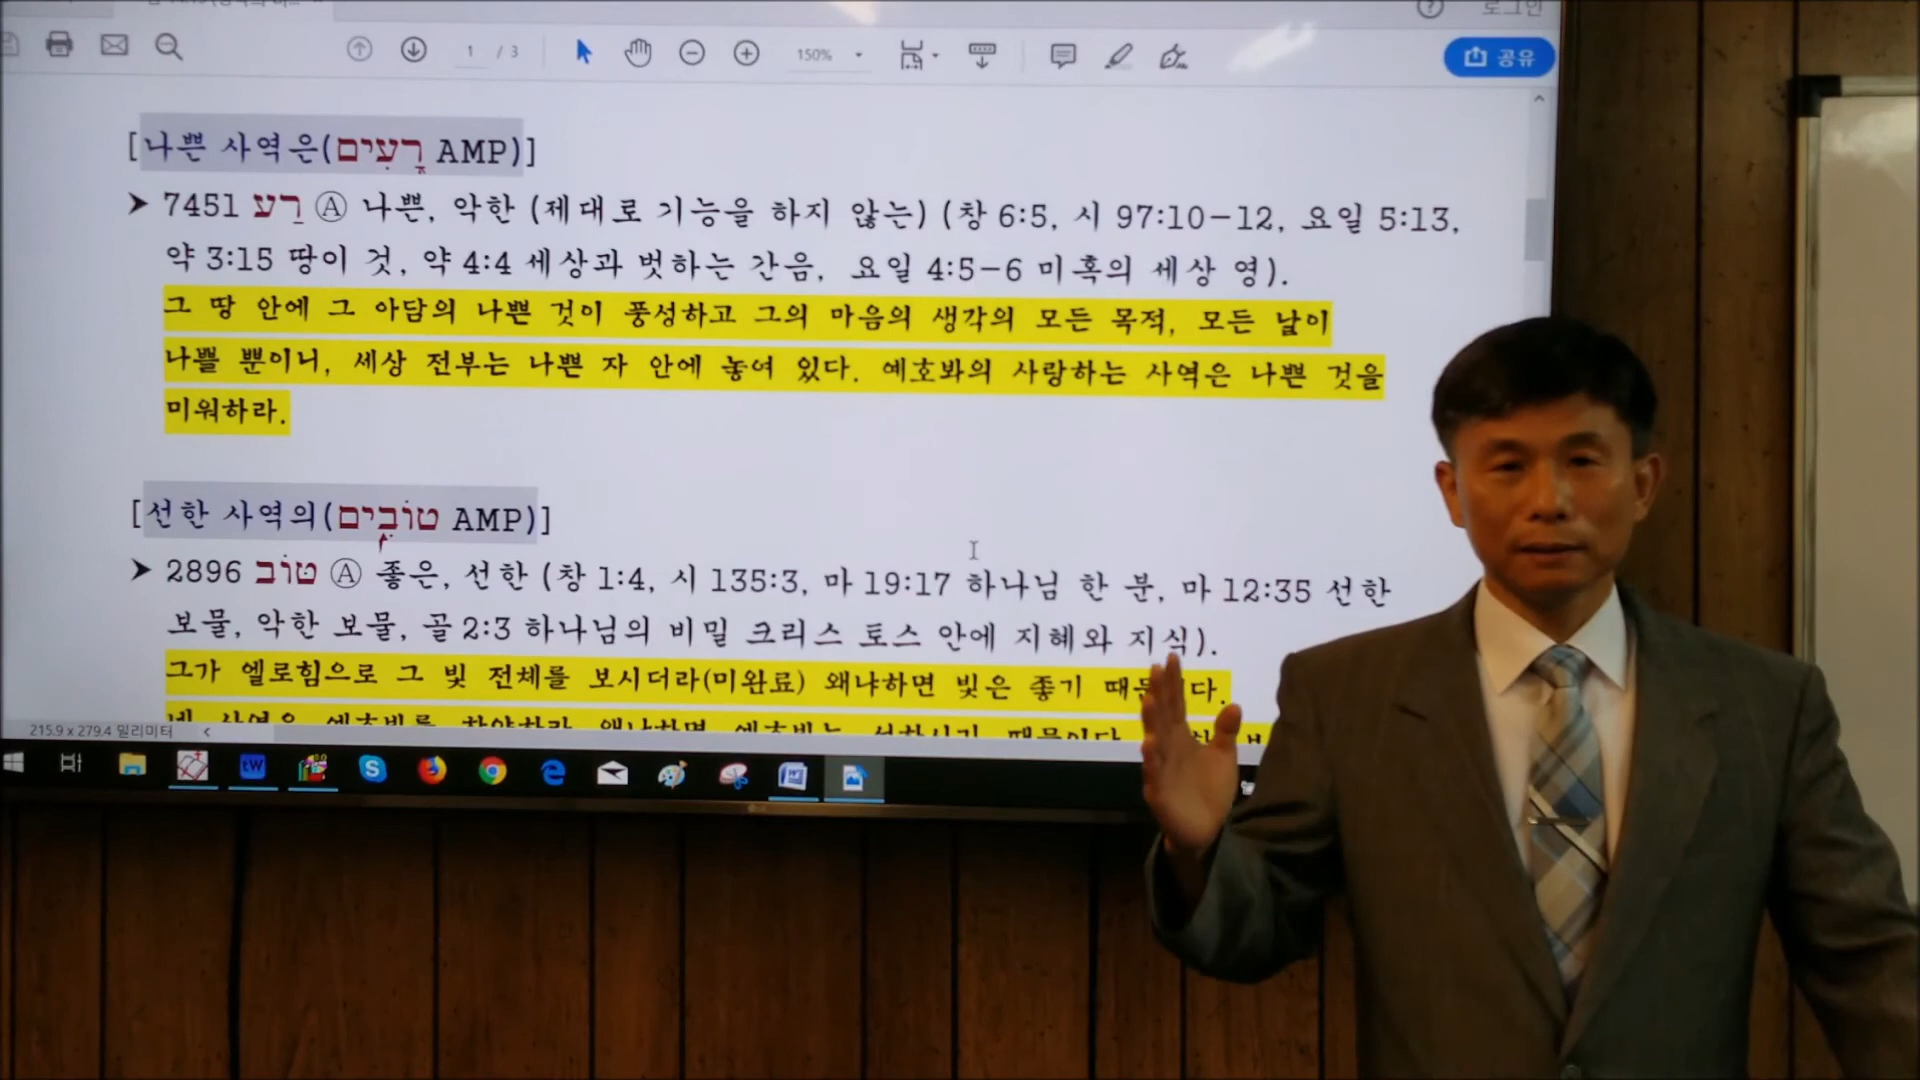 로그인
1 / 3
150%
공유
[나쁜 사역은(רָעִים AMP)]
➤ 7451 רַע Ⓐ 나쁜, 악한 (제대로 기능을 하지 않는) (창 6:5, 시 97:10-12, 요일 5:13,
약 3:15 땅이 것, 약 4:4 세상과 벗하는 간음, 요일 4:5-6 미혹의 세상 영).
그 땅 안에 그 아담의 나쁜 것이 풍성하고 그의 마음의 생각의 모든 목적, 모든 날이
나쁠 뿐이니, 세상 전부는 나쁜 자 안에 놓여 있다. 예호봐의 사랑하는 사역은 나쁜 것을
미워하라.
[선한 사역의(טוֹבִים AMP)]
➤ 2896 טוֹב Ⓐ 좋은, 선한 (창 1:4, 시 135:3, 마 19:17 하나님 한 분, 마 12:35 선한
보물, 악한 보물, 골 2:3 하나님의 비밀 크리스토스 안에 지혜와 지식).
그가 엘로힘으로 그 빛 전체를 보시더라(미완료) 왜냐하면 빛은 좋기 때문이다.
215.9 x 279.4 밀리미터